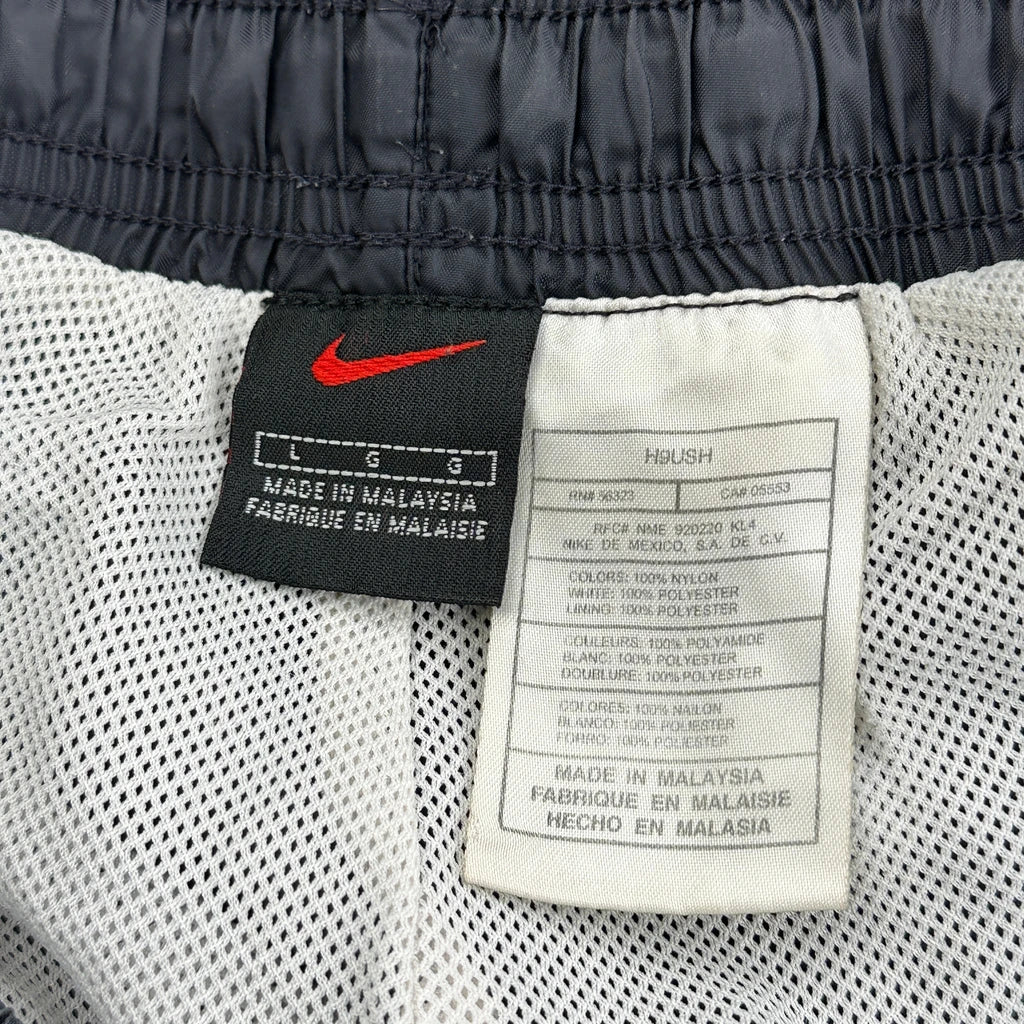 L G G
MADE IN MALAYSIA
FABRIQUE EN MALAISIE
H9USH
RN# 56323 CA# 05553
RFC# NME 920220 KL4
NIKE DE MEXICO, S.A. DE C.V.
COLORS: 100% NYLON
WHITE: 100% POLYESTER
LINING: 100% POLYESTER
COULEURS: 100% POLYAMIDE
BLANC: 100% POLYESTER
DOUBLURE: 100% POLYESTER
COLORES: 100% NAILON
BLANCO: 100% POLIESTER
FORRO: 100% POLIESTER
MADE IN MALAYSIA
FABRIQUE EN MALAISIE
HECHO EN MALASIA